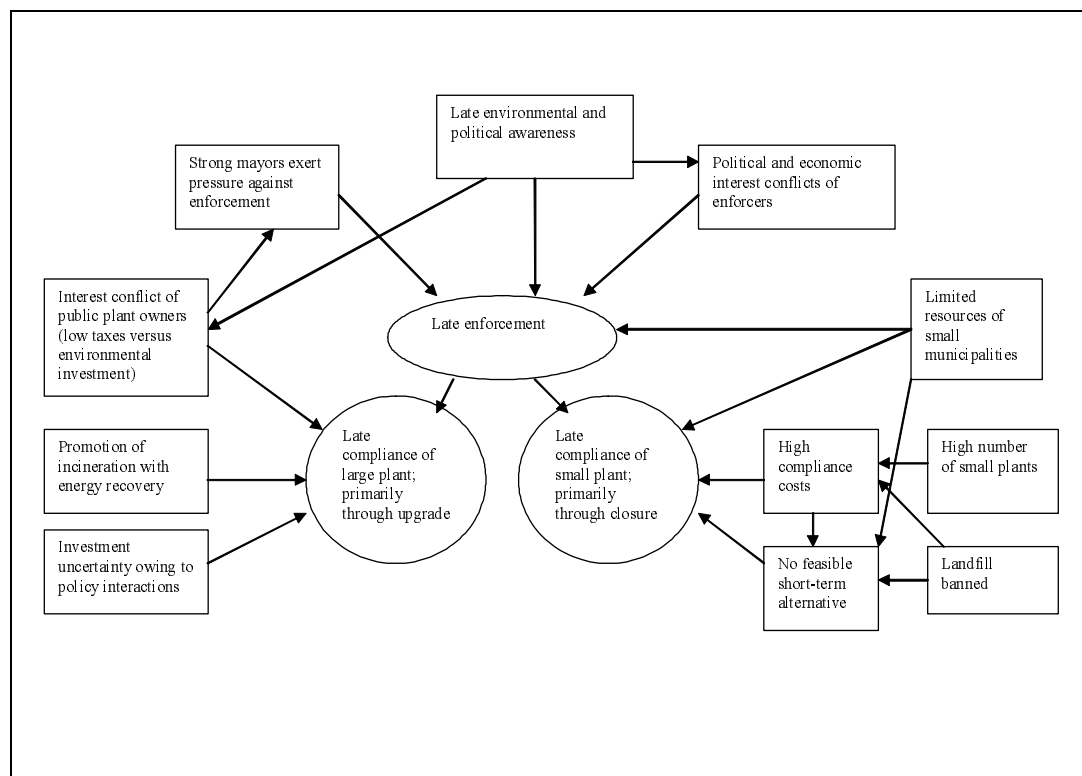 Late environmental and
political awareness
Strong mayors exert
pressure against
enforcement
Political and economic
interest conflicts of
enforcers
Interest conflict of
public plant owners
(low taxes versus
environmental
investment)
Late enforcement
Limited
resources of
small
municipalities
Promotion of
incineration with
energy recovery
Late
compliance of
large plant;
primarily
through upgrade
Late
compliance of
small plant;
primarily
through closure
High
compliance
costs
High number
of small plants
Investment
uncertainty owing to
policy interactions
No feasible
short-term
alternative
Landfill
banned